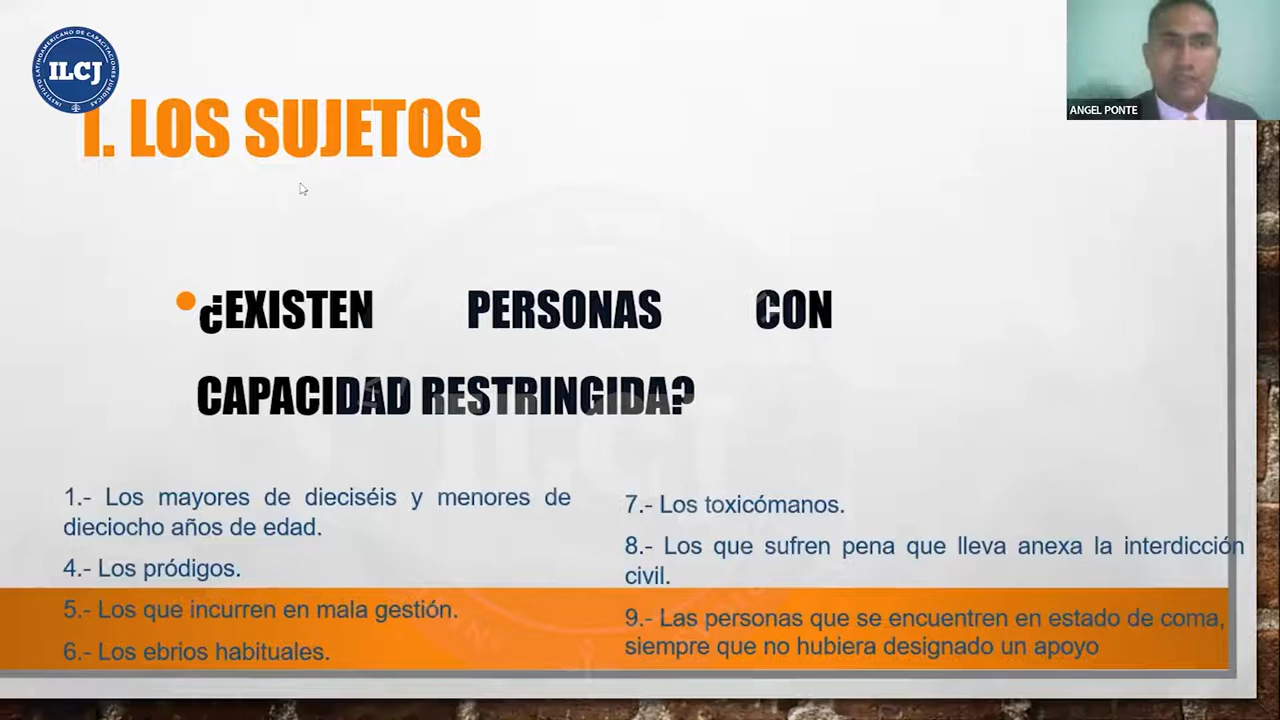 INSTITUTO LATINOAMERICANO DE CAPACITACIONES JURÍDICAS
ILCJ
ANGEL PONTE
1. LOS SUJETOS
¿EXISTEN PERSONAS CON
CAPACIDAD RESTRINGIDA?
ILCJ
1.- Los mayores de dieciséis y menores de
dieciocho años de edad.
4.- Los pródigos.
5.- Los que incurren en mala gestión.
6.- Los ebrios habituales.
7.- Los toxicómanos.
8.- Los que sufren pena que lleva anexa la interdicción
civil.
9.- Las personas que se encuentren en estado de coma,
siempre que no hubiera designado un apoyo